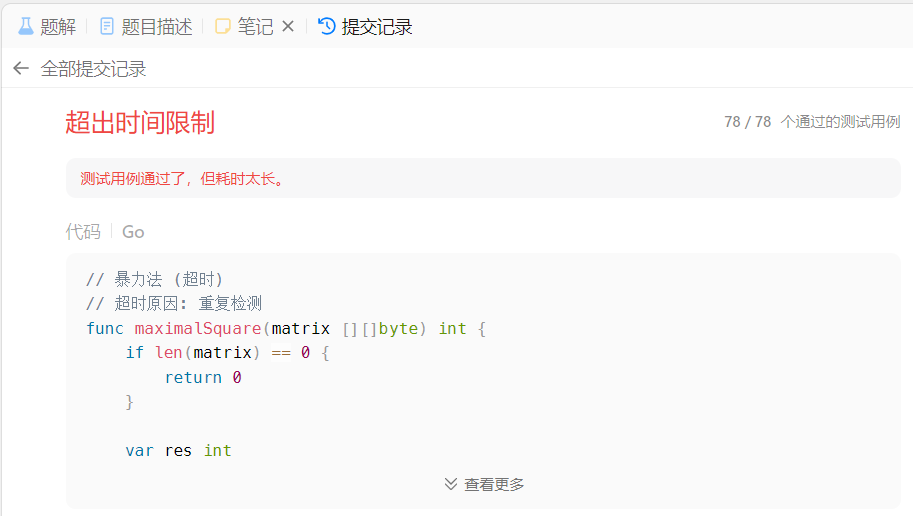 题解 题目描述 笔记 提交记录
全部提交记录
超出时间限制 78 / 78 个通过的测试用例
测试用例通过了，但耗时太长。
代码 Go
// 暴力法 (超时)
// 超时原因: 重复检测
func maximalSquare(matrix [][]byte) int {
    if len(matrix) == 0 {
        return 0
    }
    var res int
查看更多